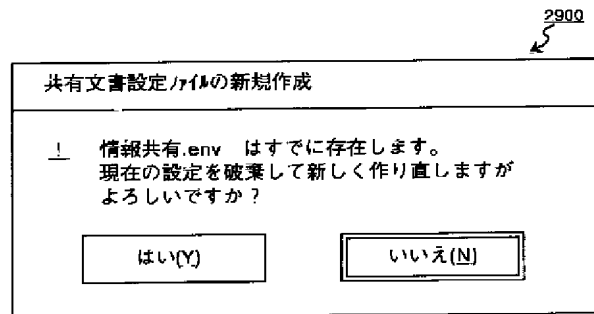 2900
共有文書設定ファイルの新規作成
! 情報共有.env はすでに存在します。
現在の設定を破棄して新しく作り直しますが
よろしいですか?
はい(Y) いいえ(N)